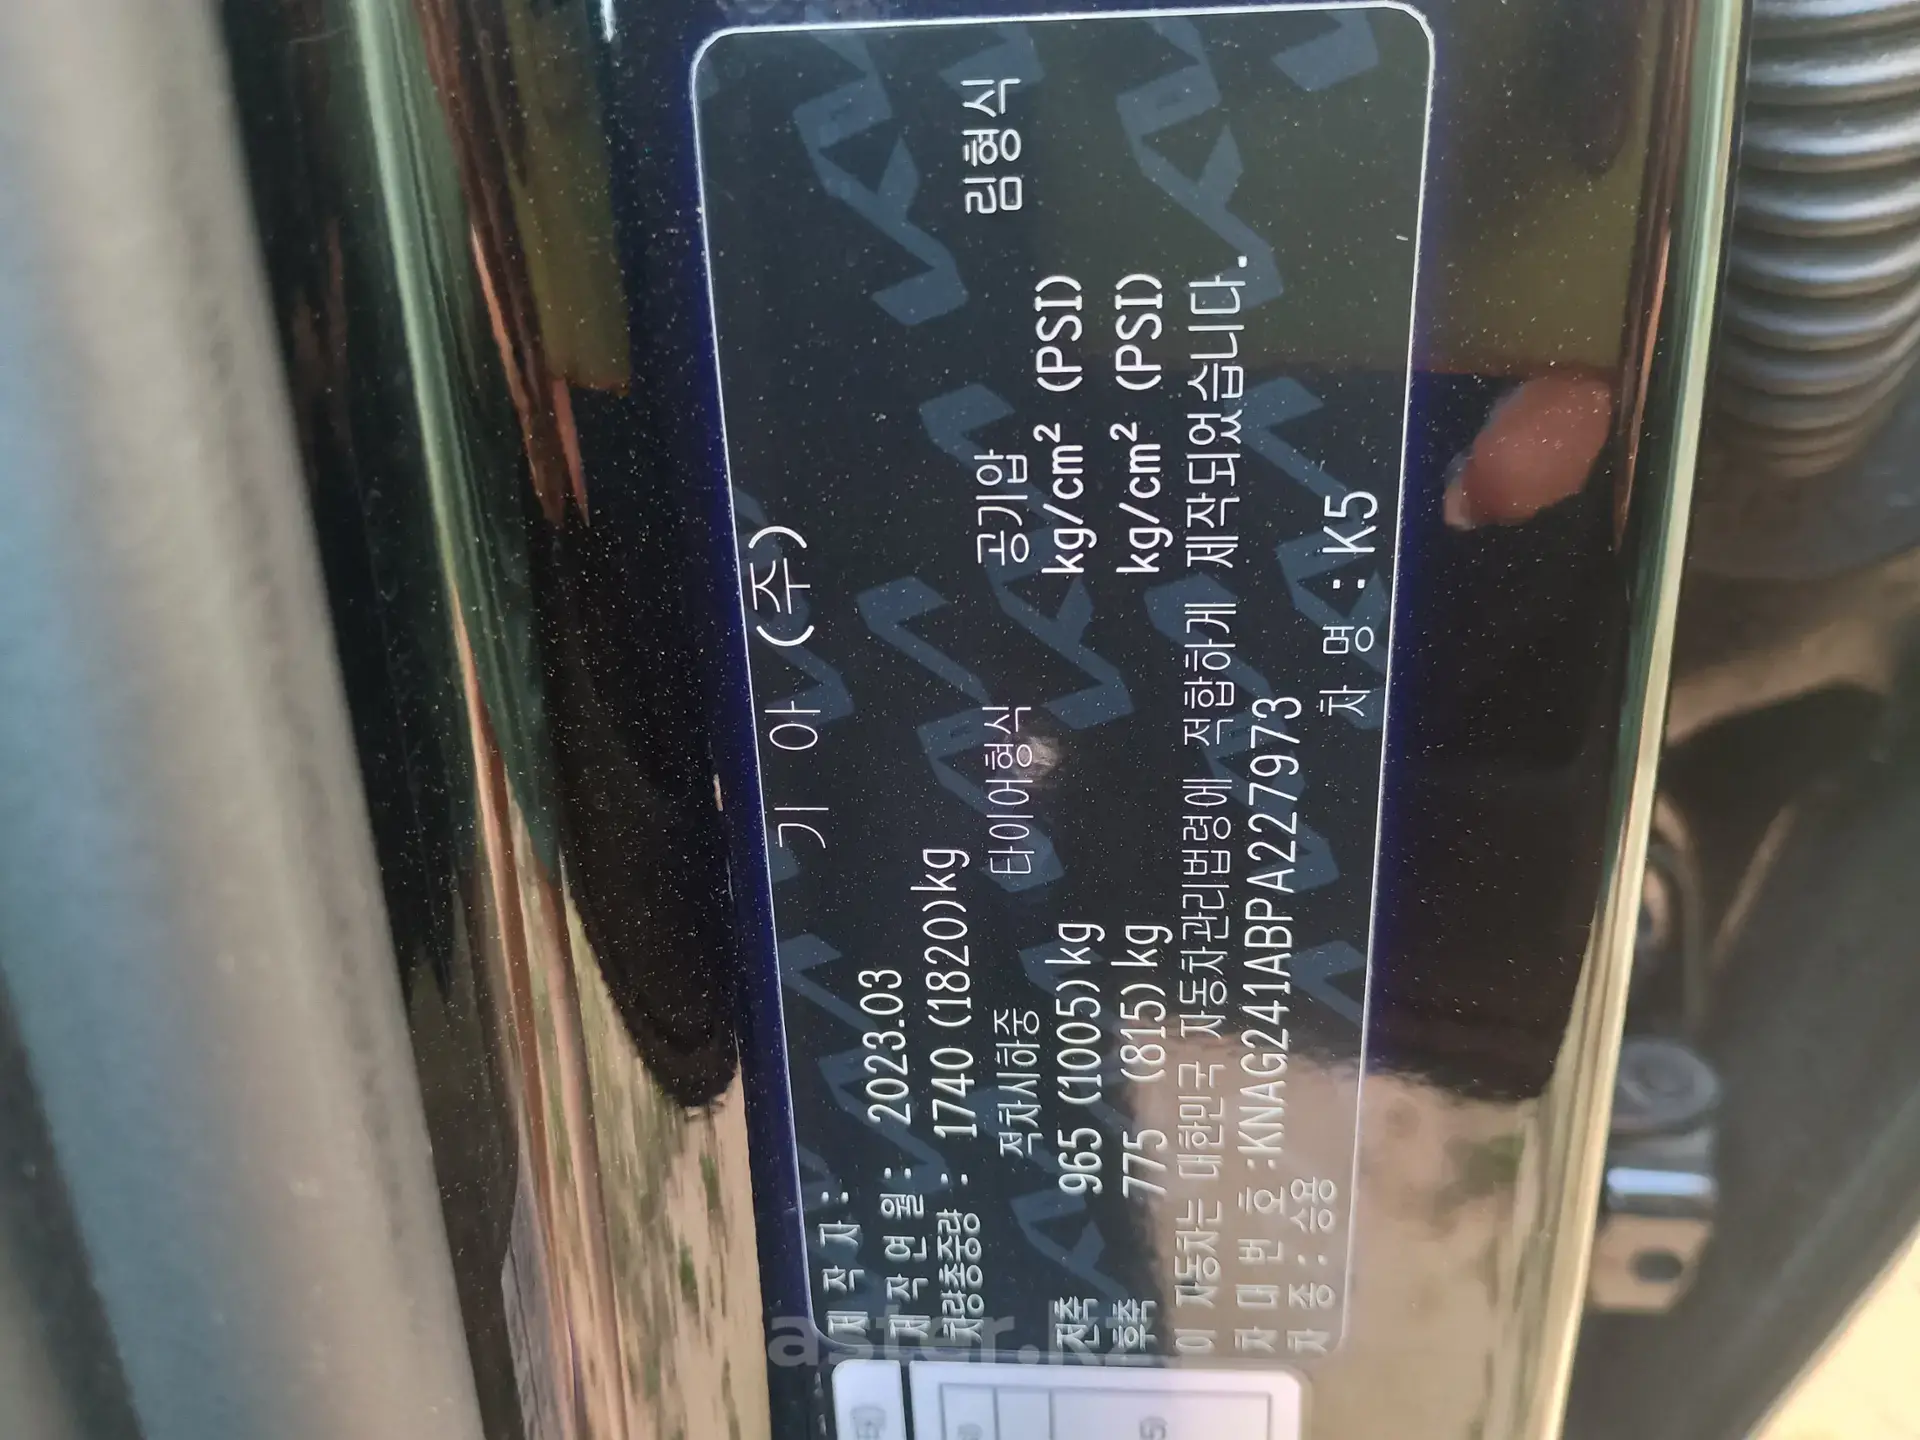 제 작 자 : 기 아 (주)
제 작 연 월 : 2023.03
차량총중량 : 1740 (1820)kg
적차시하중 타이어형식 공기압 림형식
전축 965 (1005)kg kg/cm² (PSI)
후축 775 (815)kg kg/cm² (PSI)
이 자동차는 대한민국 자동차관리법령에 적합하게 제작되었습니다.
차 대 번 호 :KNAG241ABPA227973
차 종 : 승용 차 명 :K5